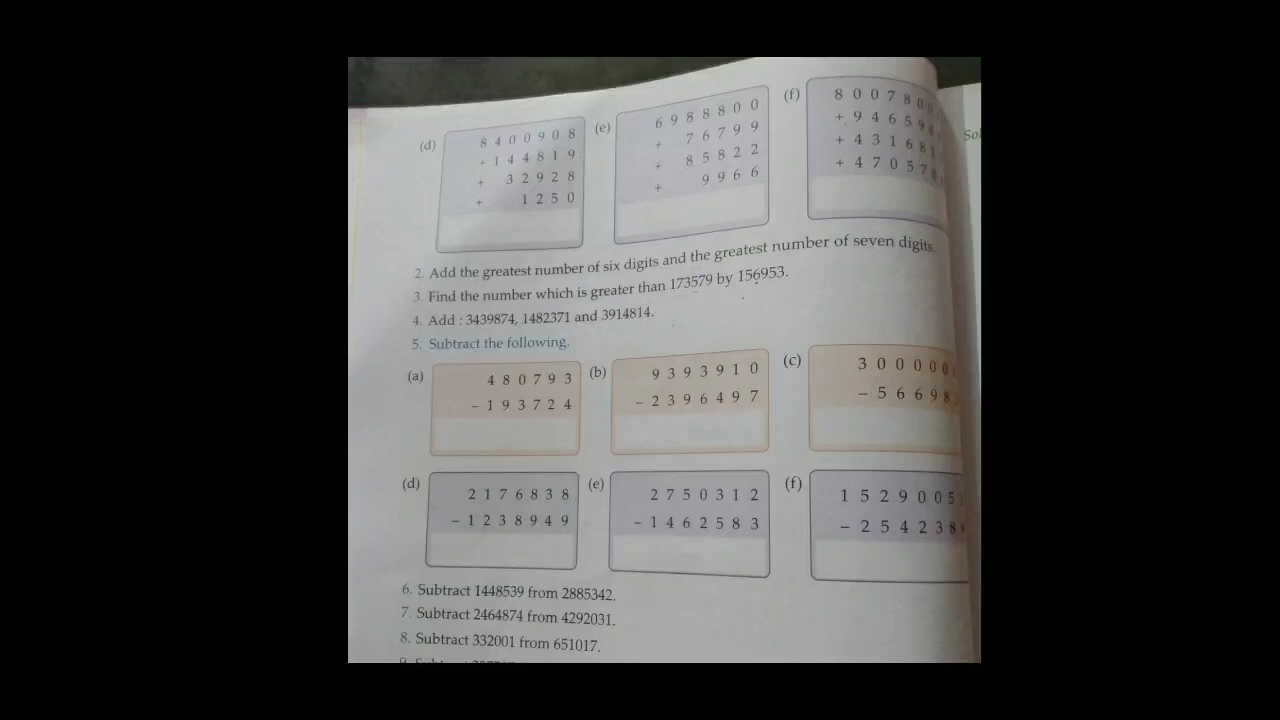 (d)
8 4 0 0 9 0 8
+ 1 4 4 8 1 9
+ 3 2 9 2 8
+ 1 2 5 0
(e)
6 9 8 8 8 0 0
+ 7 6 7 9 9
+ 8 5 8 2 2
+ 9 9 6 6
(f)
8 0 0 7 8 0
+ 9 4 6 5 9
+ 4 3 1 6 8
+ 4 7 0 5 7
2. Add the greatest number of six digits and the greatest number of seven digits.
3. Find the number which is greater than 173579 by 156953.
4. Add : 3439874, 1482371 and 3914814.
5. Subtract the following.
(a)
4 8 0 7 9 3
– 1 9 3 7 2 4
(b)
9 3 9 3 9 1 0
– 2 3 9 6 4 9 7
(c)
3 0 0 0 0 0
– 5 6 6 9 8
(d)
2 1 7 6 8 3 8
– 1 2 3 8 9 4 9
(e)
2 7 5 0 3 1 2
– 1 4 6 2 5 8 3
(f)
1 5 2 9 0 0 5
– 2 5 4 2 3 8
6. Subtract 1448539 from 2885342.
7. Subtract 2464874 from 4292031.
8. Subtract 332001 from 651017.